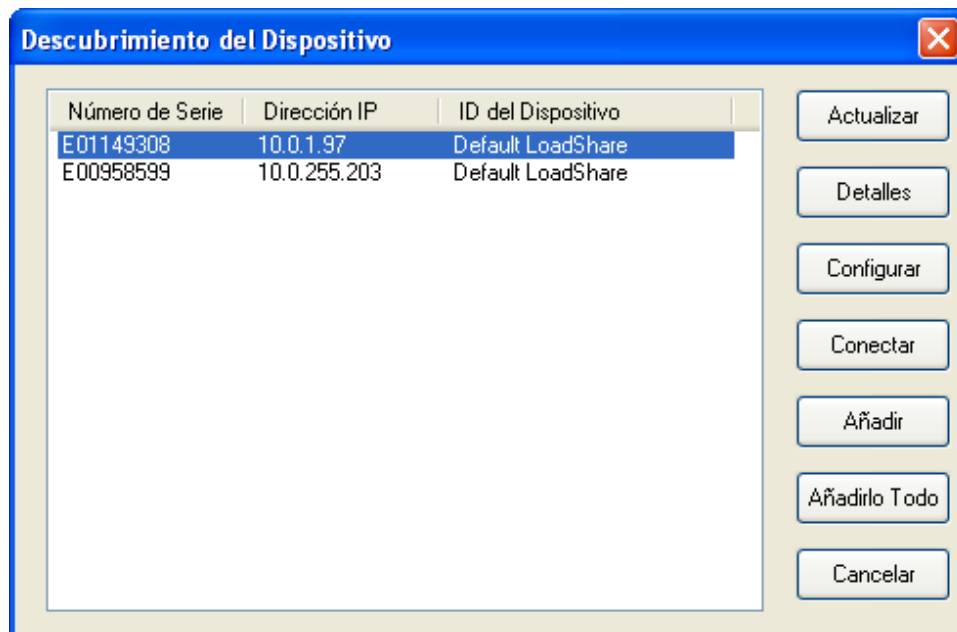 Descubrimiento del Dispositivo
Número de Serie Dirección IP ID del Dispositivo
E01149308 10.0.1.97 Default LoadShare
E00958599 10.0.255.203 Default LoadShare
Actualizar
Detalles
Configurar
Conectar
Añadir
Añadirlo Todo
Cancelar